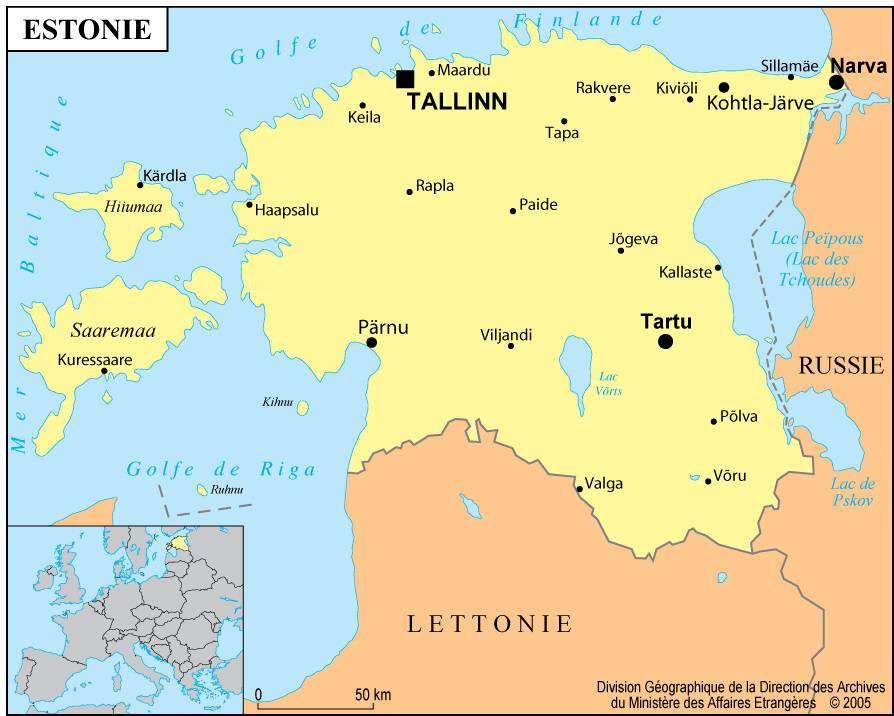 ESTONIE
Golfe de Finlande
Mer Baltique
Maardu
TALLINN
Keila
Rakvere
Kiviõli
Sillamäe
Narva
Kohtla-Järve
Tapa
Kärdla
Hiiumaa
Haapsalu
Rapla
Paide
Jõgeva
Kallaste
Lac Peïpous
(Lac des
Tchoudes)
Saaremaa
Kuressaare
Pärnu
Viljandi
Tartu
RUSSIE
Lac
Võrts
Kihnu
Põlva
Golfe de Riga
Ruhnu
Valga
Võru
Lac de
Pskov
LETTONIE
0 50 km
Division Géographique de la Direction des Archives
du Ministère des Affaires Etrangères © 2005